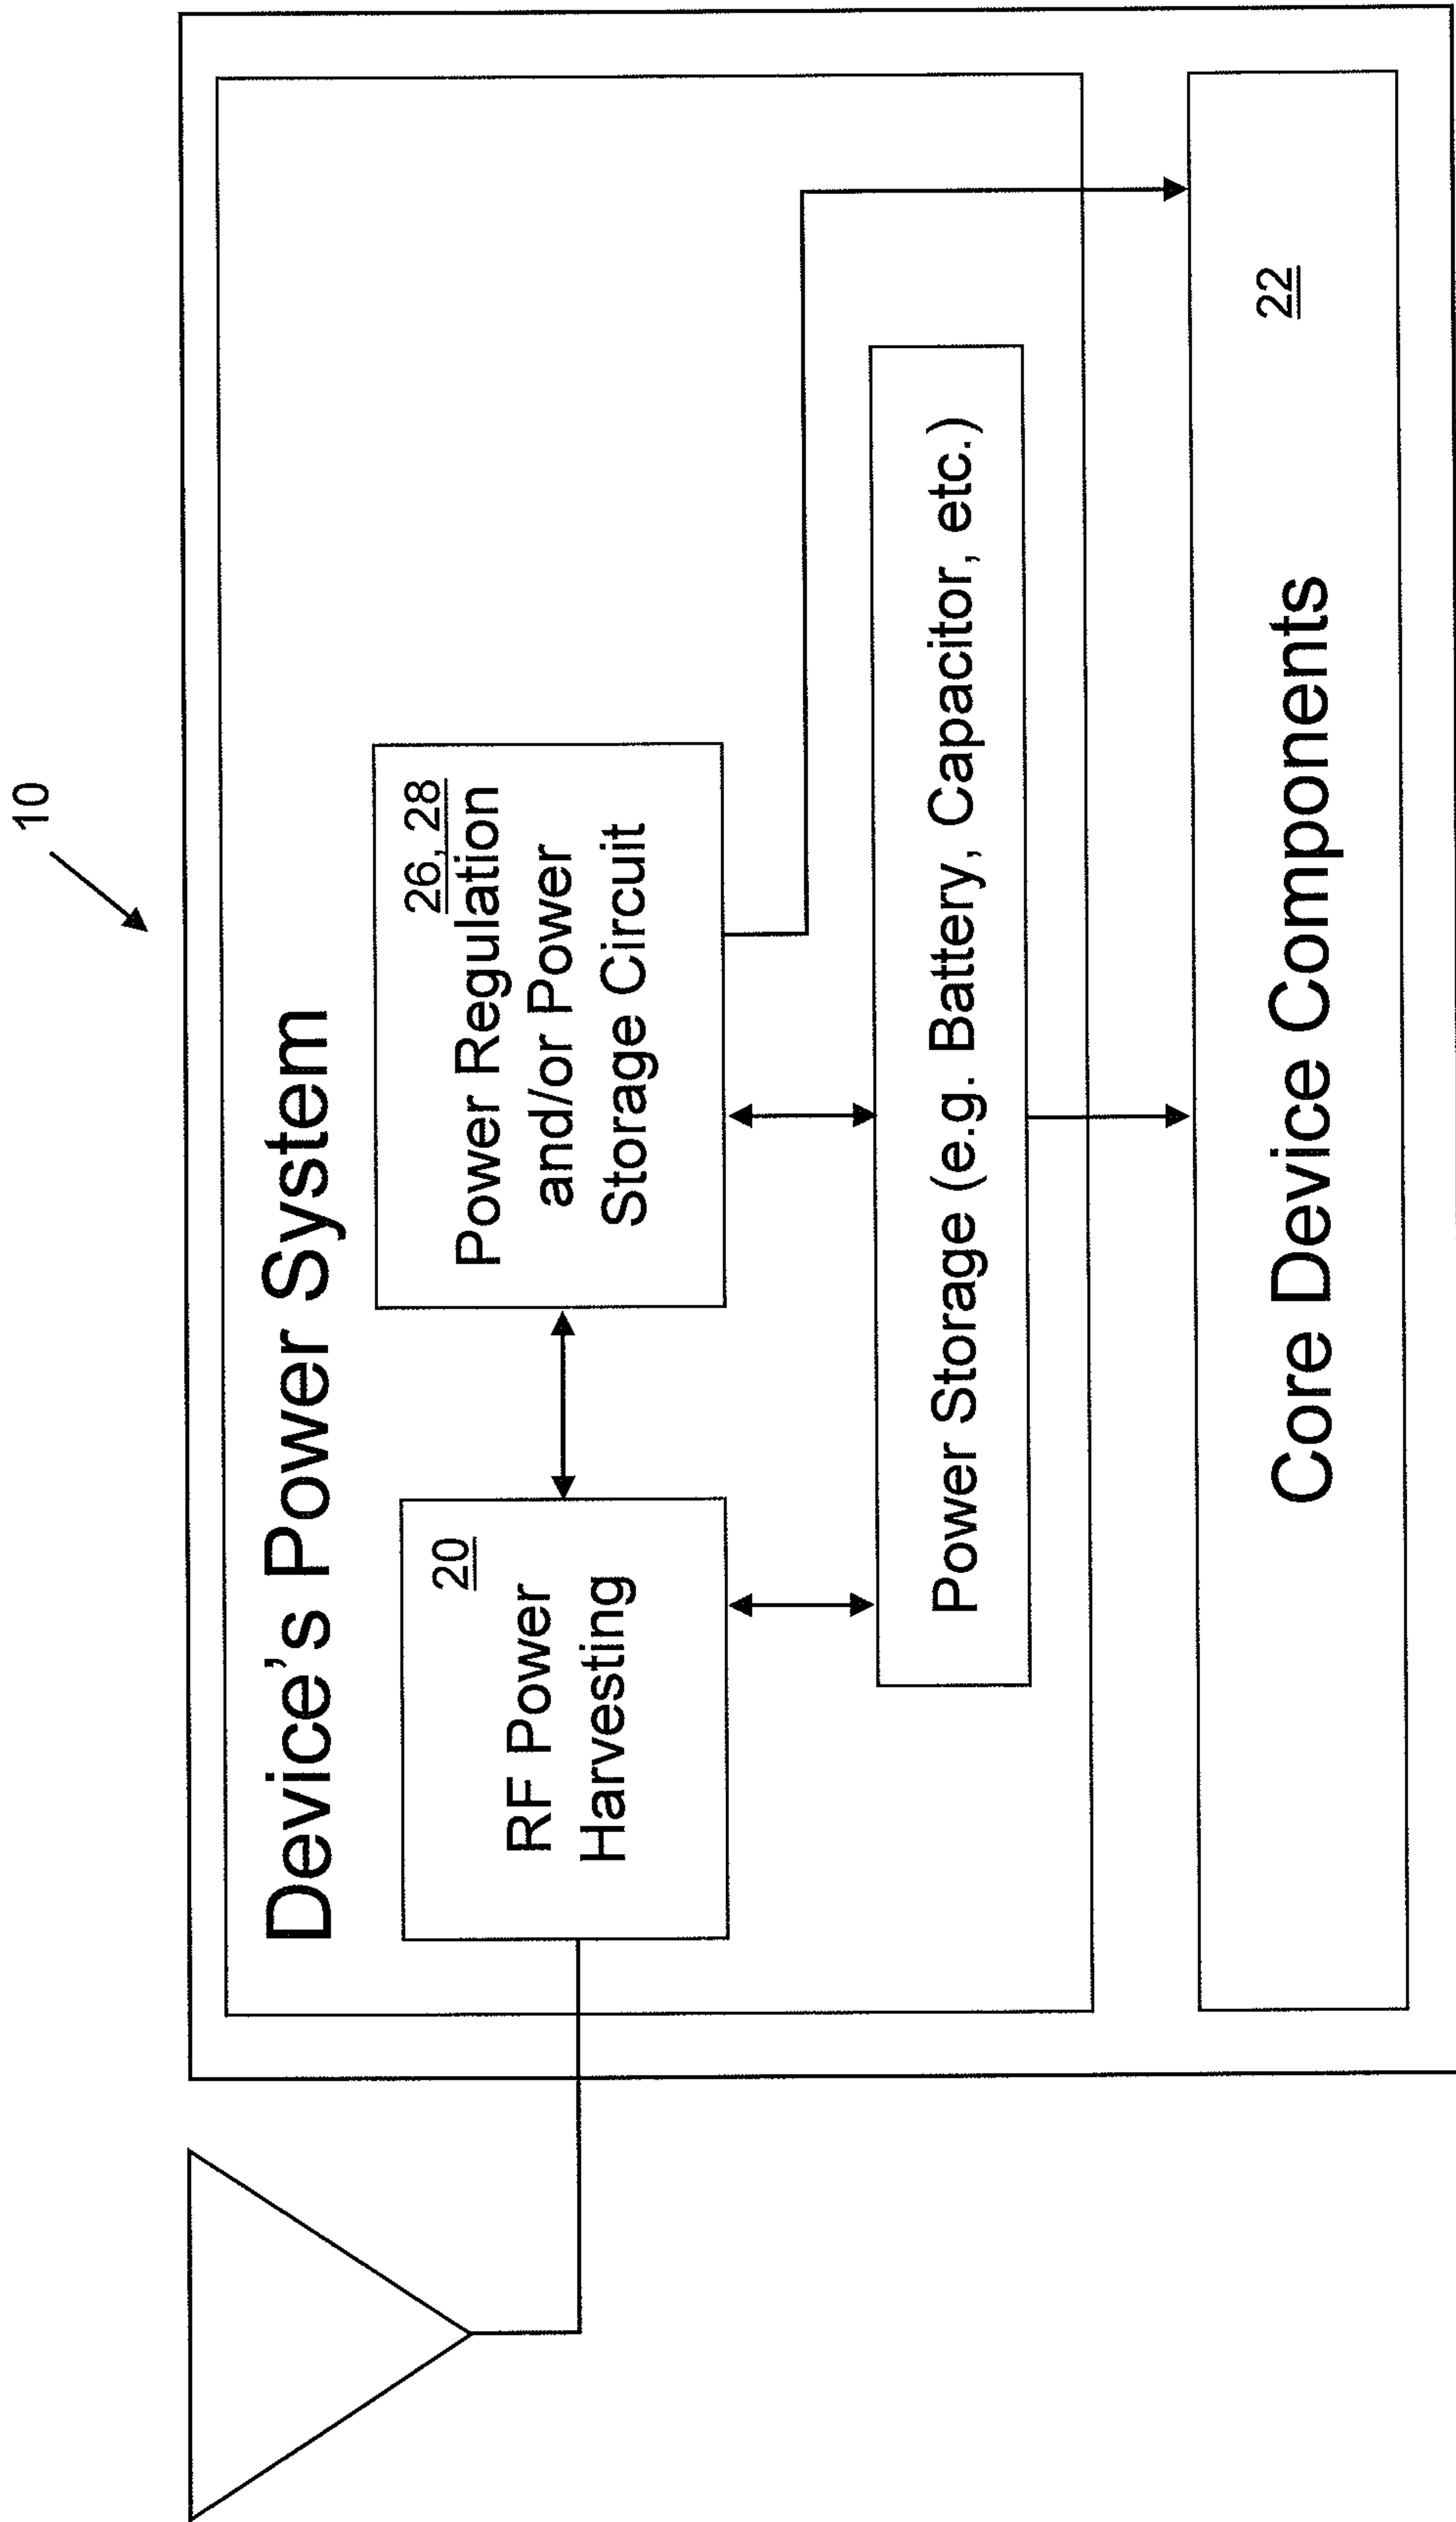 10
Device’s Power System
20
RF Power
Harvesting
26, 28
Power Regulation
and/or Power
Storage Circuit
Power Storage (e.g. Battery, Capacitor, etc.)
Core Device Components
22